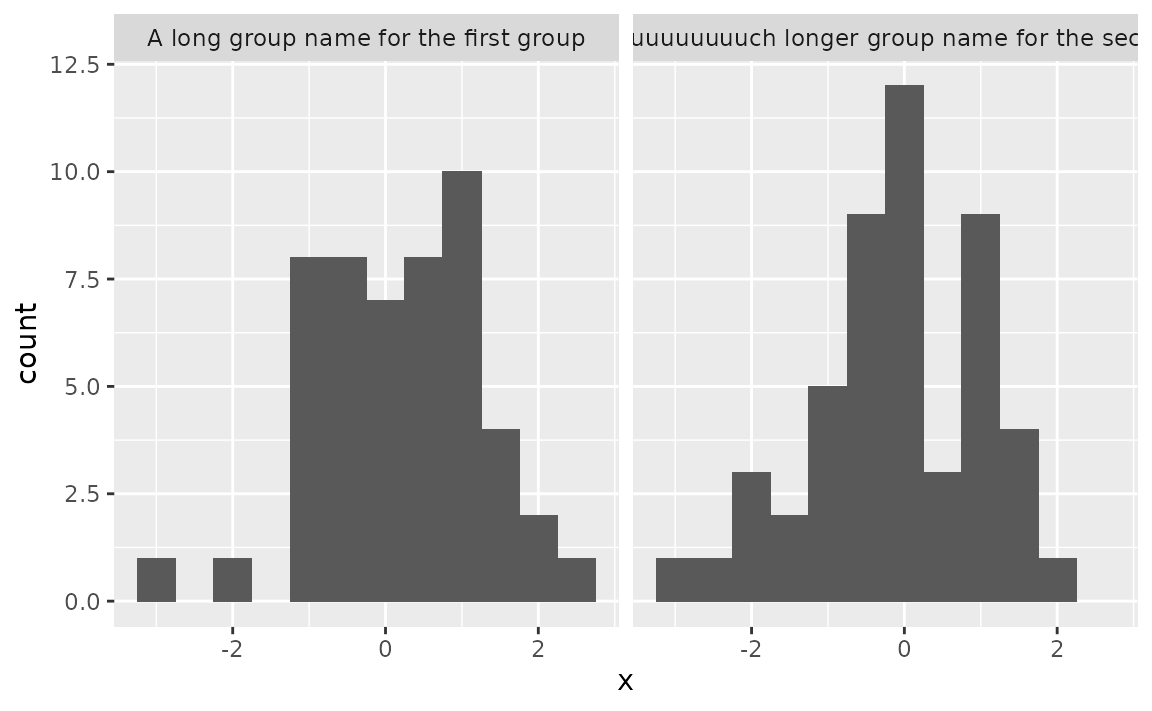 A long group name for the first group
uuuuuuuuch longer group name for the sec
12.5
10.0
7.5
5.0
2.5
0.0
count
-2 0 2
-2 0 2
x